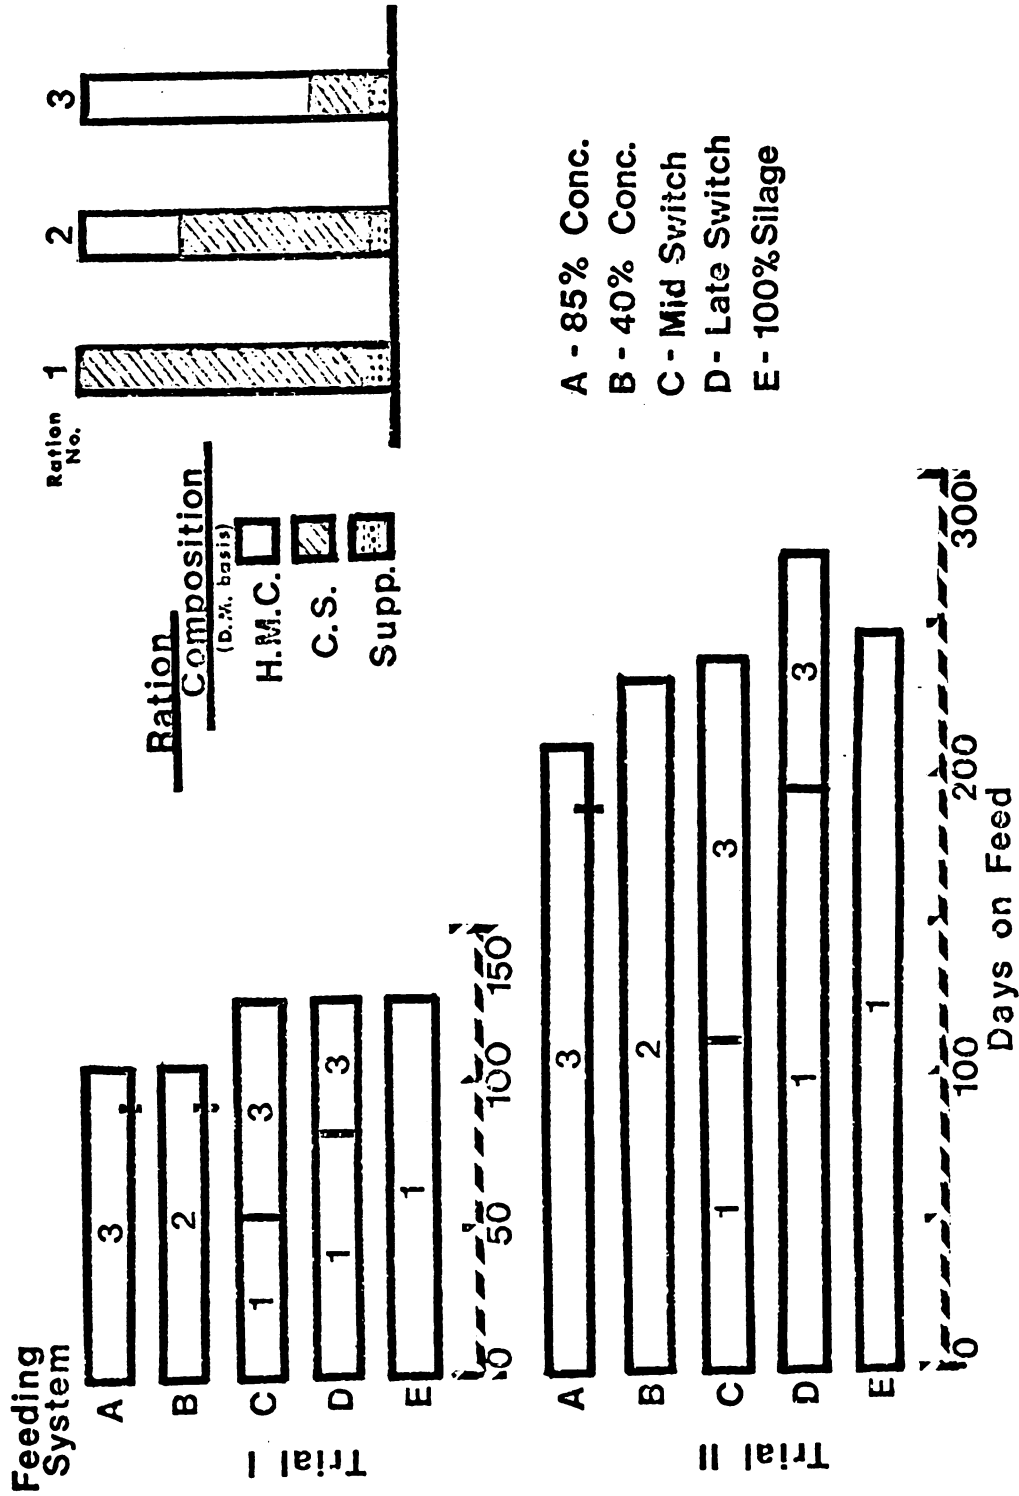 Feeding
System
A
3
B
2
C
1
3
D
1
3
E
1
Trial I
0
50
100
150
A
3
B
2
C
1
3
D
1
3
E
1
Trial II
0
100
200
300
Days on Feed
Ration
Composition
(D.M. basis)
H.M.C.
C.S.
Supp.
Ration
No.
1
2
3
A - 85% Conc.
B - 40% Conc.
C - Mid Switch
D - Late Switch
E - 100% Silage